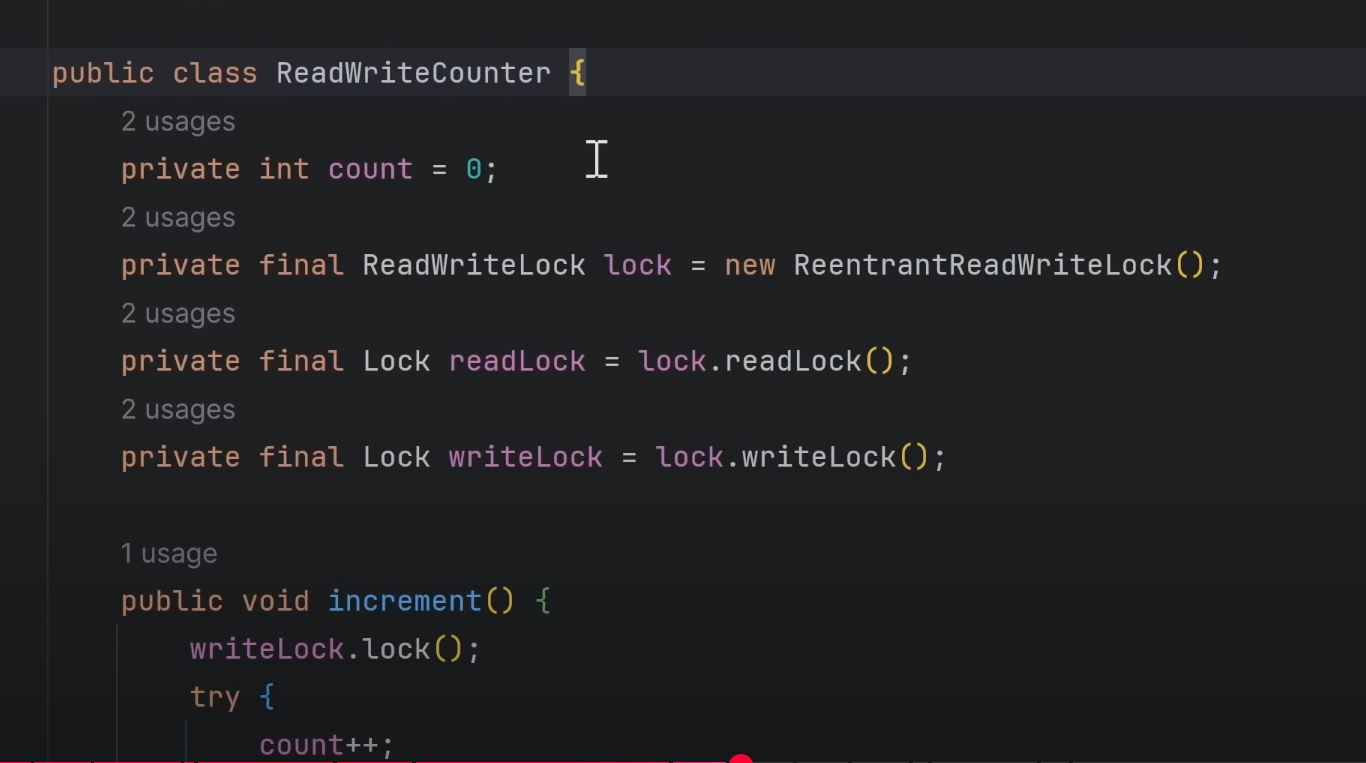 public class ReadWriteCounter {
2 usages
private int count = 0;
2 usages
private final ReadWriteLock lock = new ReentrantReadWriteLock();
2 usages
private final Lock readLock = lock.readLock();
2 usages
private final Lock writeLock = lock.writeLock();
1 usage
public void increment() {
writeLock.lock();
try {
count++;